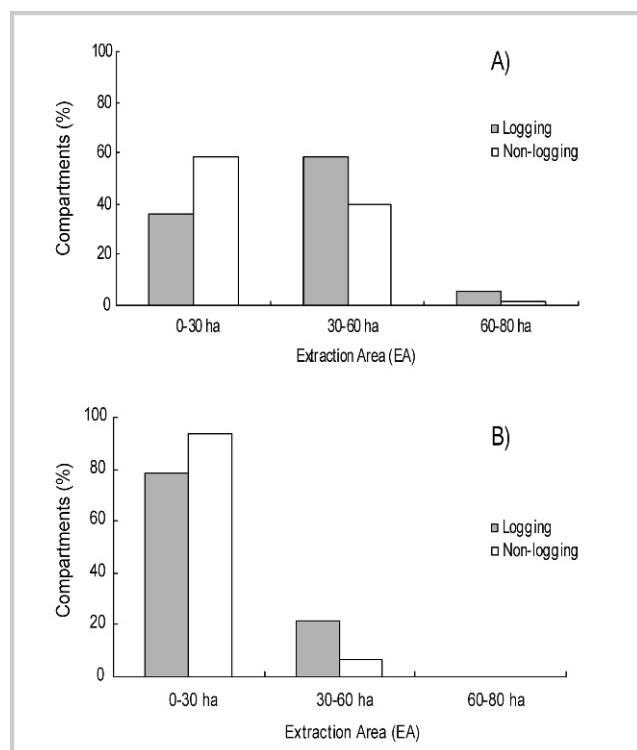 A)
100
80
60
40
20
0
Compartments (%)
Logging
Non-logging
0-30 ha 30-60 ha 60-80 ha
Extraction Area (EA)
B)
100
80
60
40
20
0
Compartments (%)
Logging
Non-logging
0-30 ha 30-60 ha 60-80 ha
Extraction Area (EA)